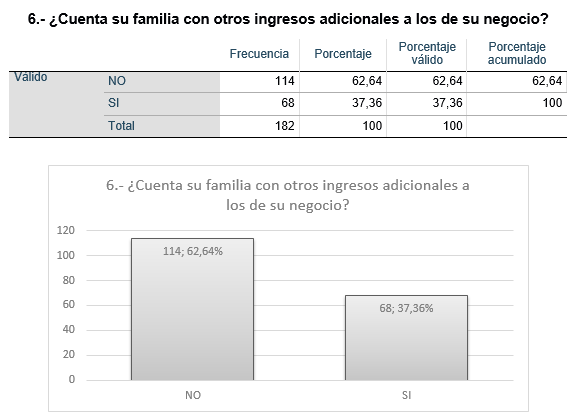 6.- ¿Cuenta su familia con otros ingresos adicionales a los de su negocio?
Frecuencia Porcentaje Porcentaje válido Porcentaje acumulado
Válido NO 114 62,64 62,64 62,64
SI 68 37,36 37,36 100
Total 182 100 100
6.- ¿Cuenta su familia con otros ingresos adicionales a
los de su negocio?
120
100
80
60
40
20
0
114; 62,64%
68; 37,36%
NO SI